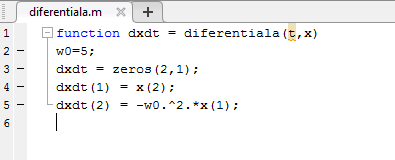 diferentiala.m × +
1 function dxdt = diferentiala(t,x)
2 – w0=5;
3 – dxdt = zeros(2,1);
4 – dxdt(1) = x(2);
5 – dxdt(2) = -w0.^2.*x(1);
6